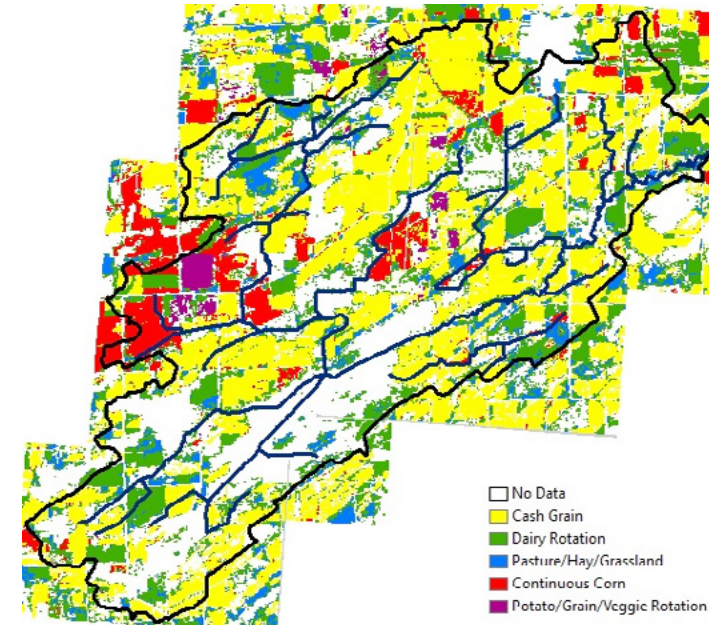 No Data
Cash Grain
Dairy Rotation
Pasture/Hay/Grassland
Continuous Corn
Potato/Grain/Veggie Rotation